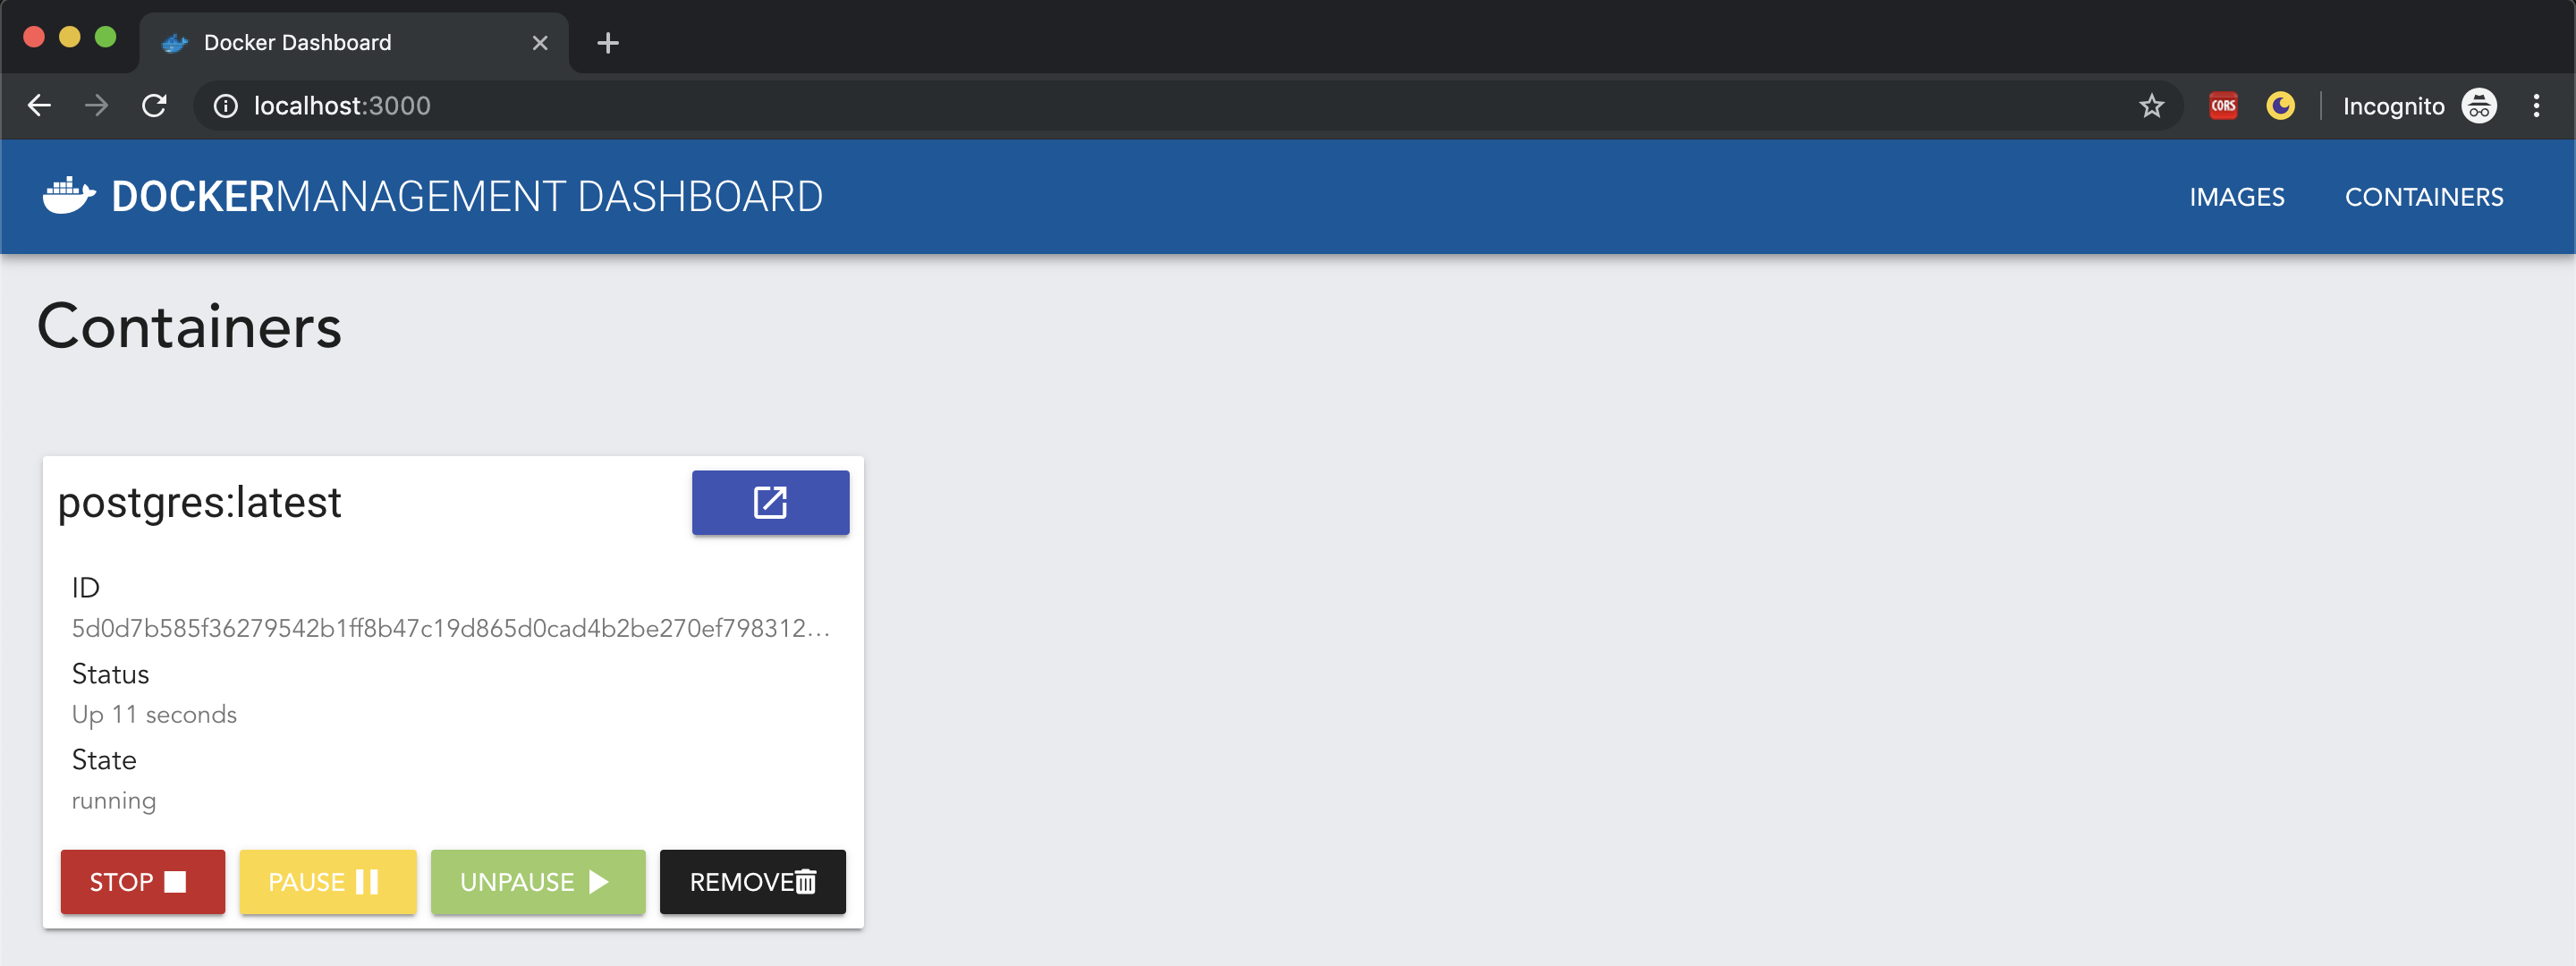 Docker Dashboard
localhost:3000
CORS
Incognito
DOCKERMANAGEMENT DASHBOARD
IMAGES
CONTAINERS
Containers
postgres:latest
ID
5d0d7b585f36279542b1ff8b47c19d865d0cad4b2be270ef798312...
Status
Up 11 seconds
State
running
STOP
PAUSE
UNPAUSE
REMOVE